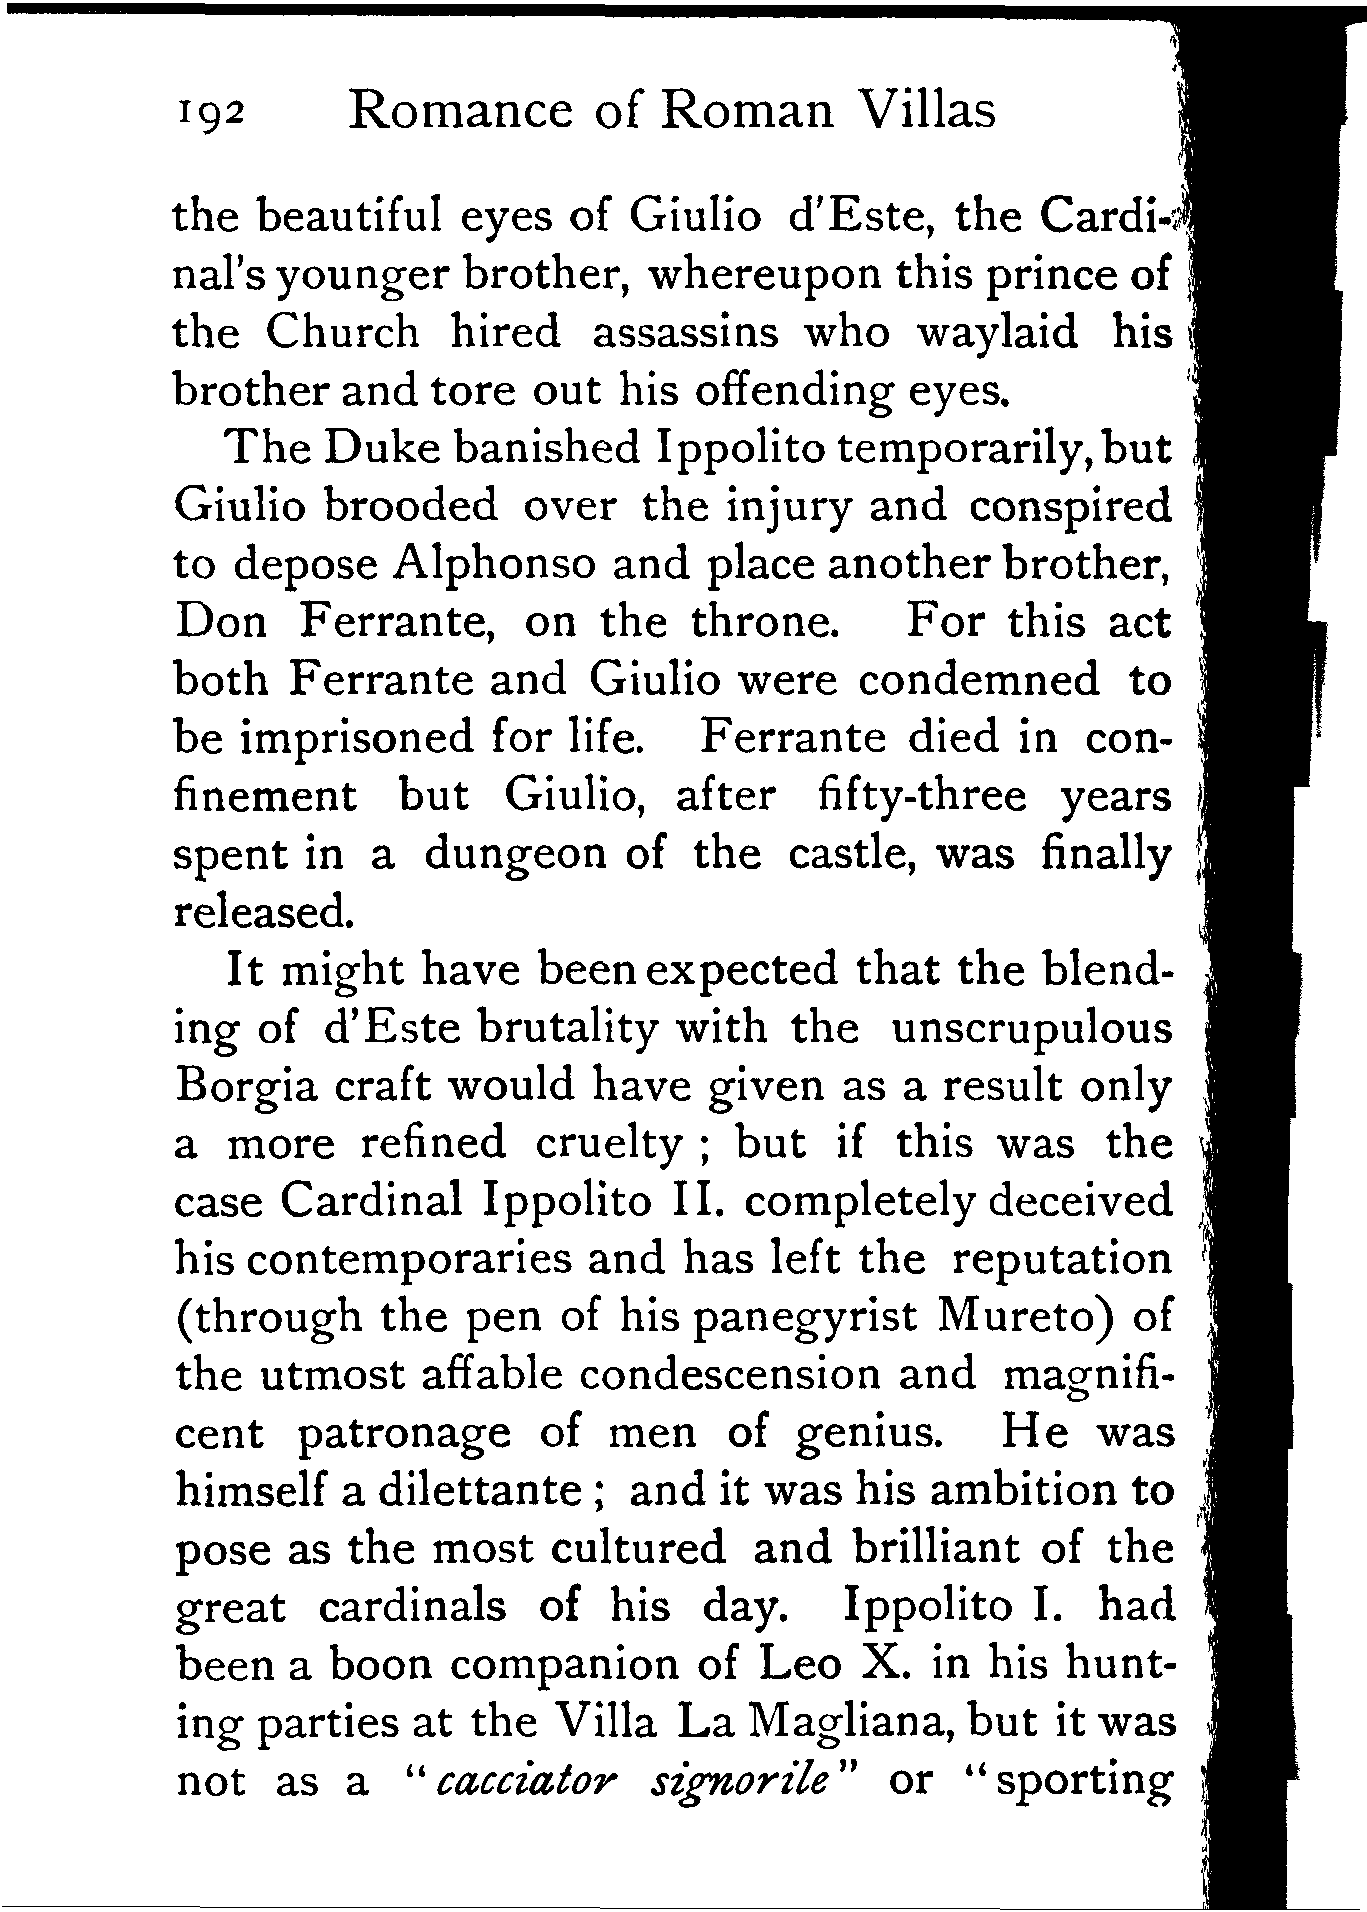 192 Romance of Roman Villas
the beautiful eyes of Giulio d'Este, the Cardi-
nal's younger brother, whereupon this prince of
the Church hired assassins who waylaid his
brother and tore out his offending eyes.
The Duke banished Ippolito temporarily, but
Giulio brooded over the injury and conspired
to depose Alphonso and place another brother,
Don Ferrante, on the throne. For this act
both Ferrante and Giulio were condemned to
be imprisoned for life. Ferrante died in con-
finement but Giulio, after fifty-three years
spent in a dungeon of the castle, was finally
released.
It might have been expected that the blend-
ing of d'Este brutality with the unscrupulous
Borgia craft would have given as a result only
a more refined cruelty ; but if this was the
case Cardinal Ippolito II. completely deceived
his contemporaries and has left the reputation
(through the pen of his panegyrist Mureto) of
the utmost affable condescension and magnifi-
cent patronage of men of genius. He was
himself a dilettante ; and it was his ambition to
pose as the most cultured and brilliant of the
great cardinals of his day. Ippolito I. had
been a boon companion of Leo X. in his hunt-
ing parties at the Villa La Magliana, but it was
not as a "cacciator signorile" or "sporting